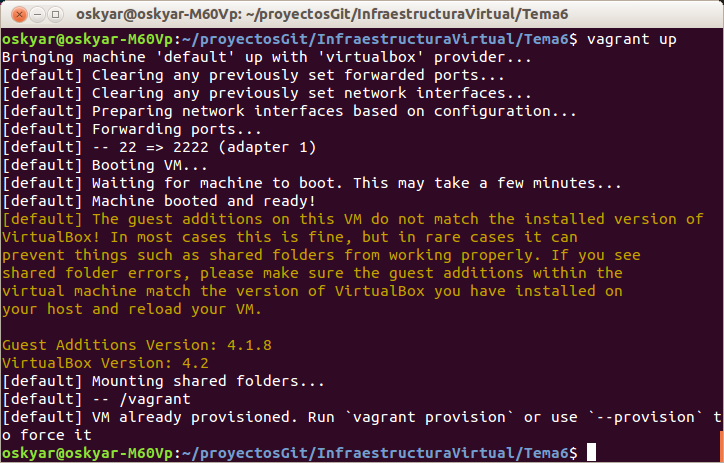 oskyar@oskyar-M60Vp: ~/proyectosGit/InfraestructuraVirtual/Tema6
oskyar@oskyar-M60Vp:~/proyectosGit/InfraestructuraVirtual/Tema6$ vagrant up
Bringing machine 'default' up with 'virtualbox' provider...
[default] Clearing any previously set forwarded ports...
[default] Clearing any previously set network interfaces...
[default] Preparing network interfaces based on configuration...
[default] Forwarding ports...
[default] -- 22 => 2222 (adapter 1)
[default] Booting VM...
[default] Waiting for machine to boot. This may take a few minutes...
[default] Machine booted and ready!
[default] The guest additions on this VM do not match the installed version of
VirtualBox! In most cases this is fine, but in rare cases it can
prevent things such as shared folders from working properly. If you see
shared folder errors, please make sure the guest additions within the
virtual machine match the version of VirtualBox you have installed on
your host and reload your VM.
Guest Additions Version: 4.1.8
VirtualBox Version: 4.2
[default] Mounting shared folders...
[default] -- /vagrant
[default] VM already provisioned. Run `vagrant provision` or use `--provision` t
o force it
oskyar@oskyar-M60Vp:~/proyectosGit/InfraestructuraVirtual/Tema6$